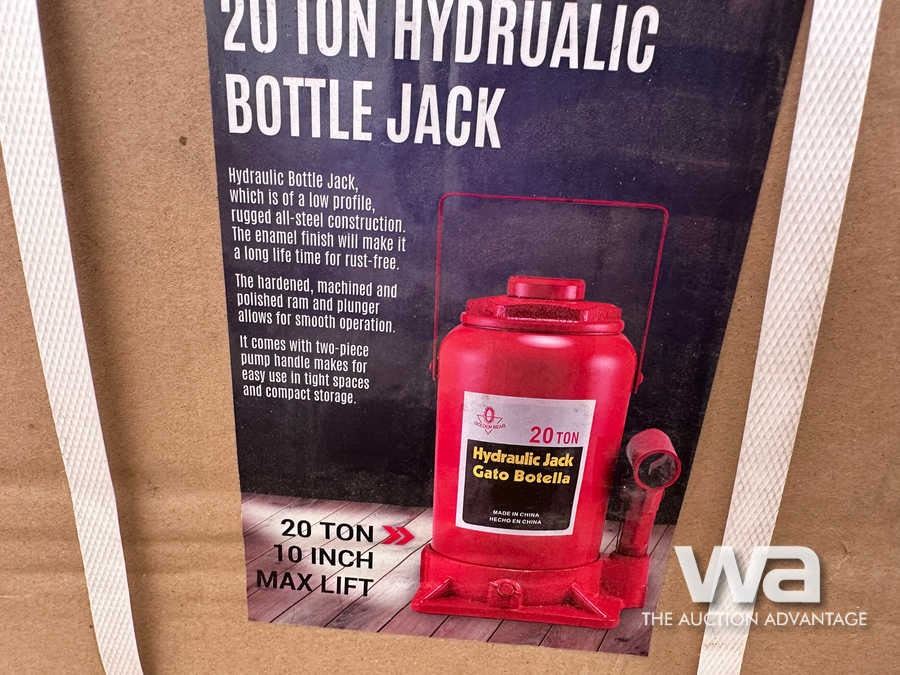 20 TON HYDRUALIC
BOTTLE JACK
Hydraulic Bottle Jack,
which is of a low profile,
rugged all-steel construction.
The enamel finish will make it
a long life time for rust-free.
The hardened, machined and
polished ram and plunger
allows for smooth operation.
It comes with two-piece
pump handle makes for
easy use in tight spaces
and compact storage.
GOLDEN BEAR
20 TON
Hydraulic Jack
Gato Botella
MADE IN CHINA
HECHO EN CHINA
20 TON
10 INCH
MAX LIFT
wa
THE AUCTION ADVANTAGE